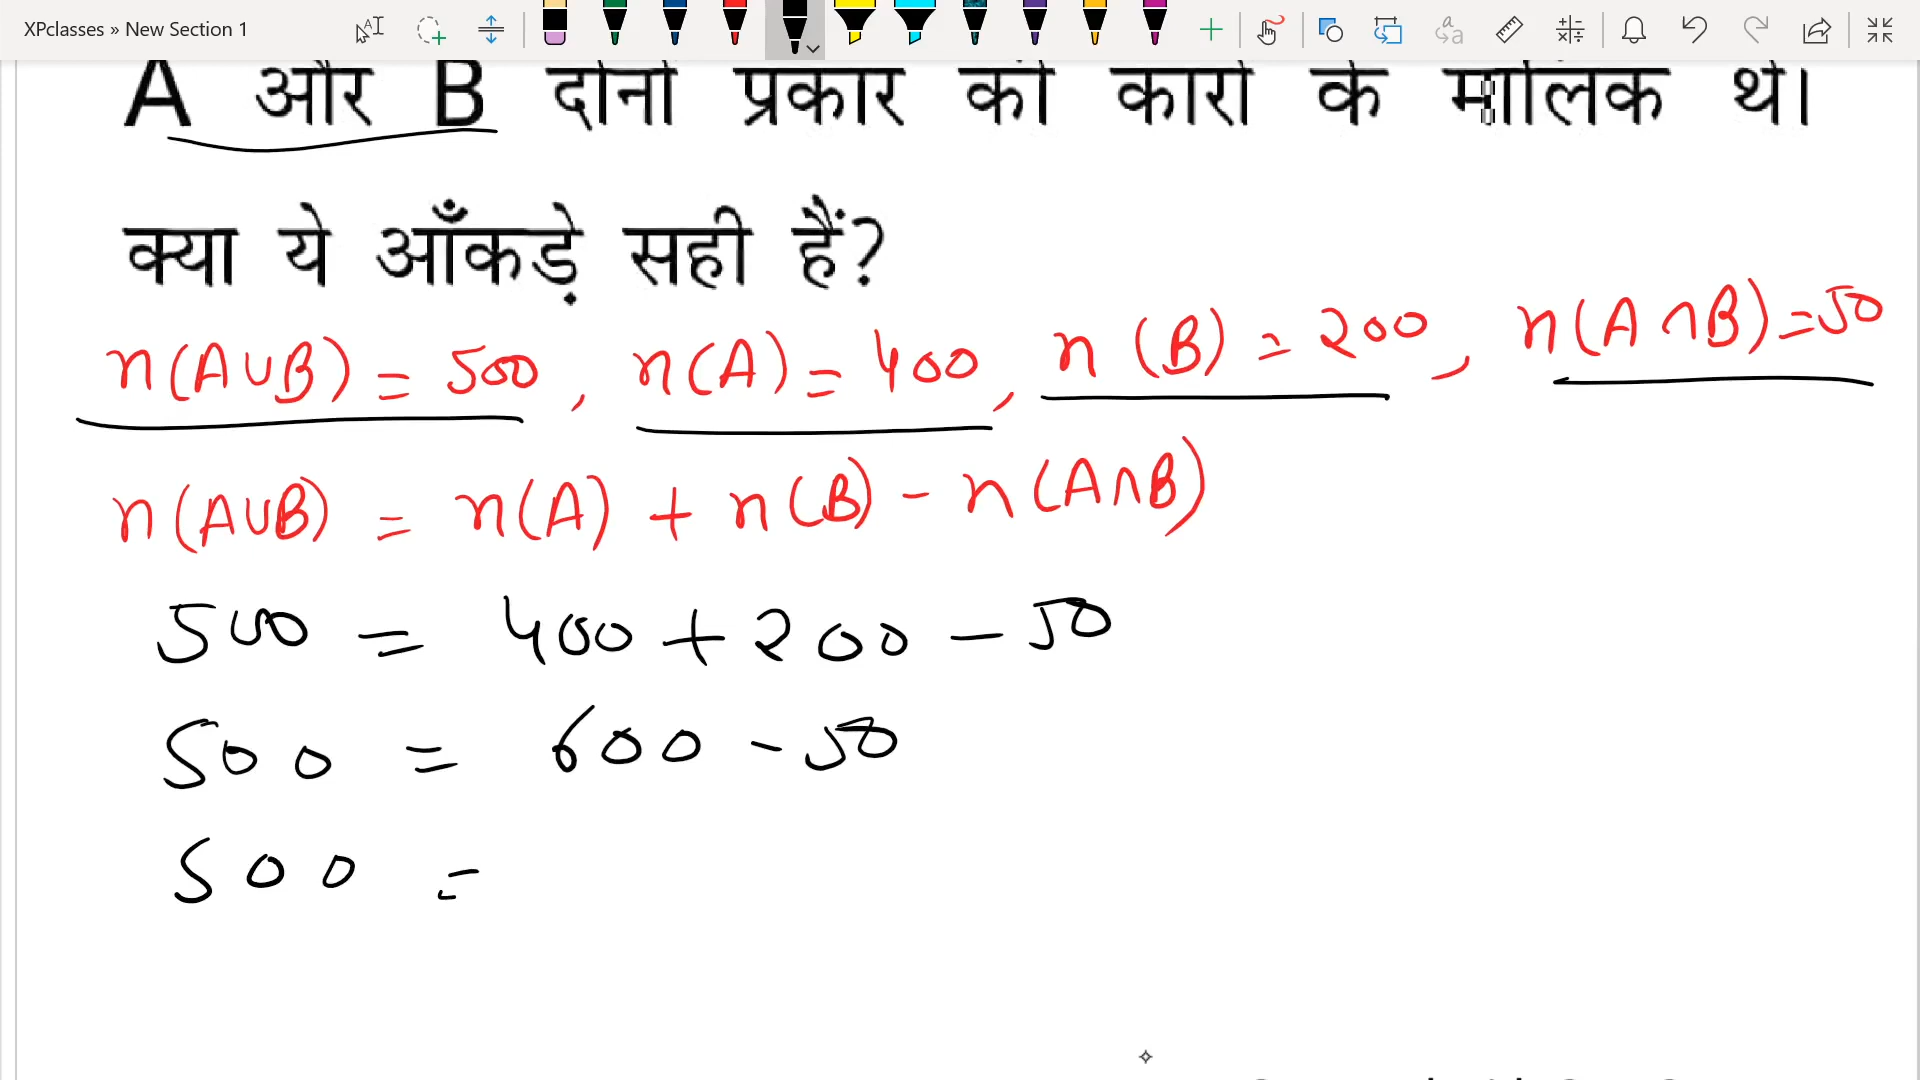 XPclasses » New Section 1
A और B दोनों प्रकार की कारों के मालिक थे।
क्या ये आँकड़े सही हैं?
n(A∪B) = 500, n(A) = 400, n(B) = 200, n(A∩B) = 50
n(A∪B) = n(A) + n(B) - n(A∩B)
500 = 400 + 200 - 50
500 = 600 - 50
500 =